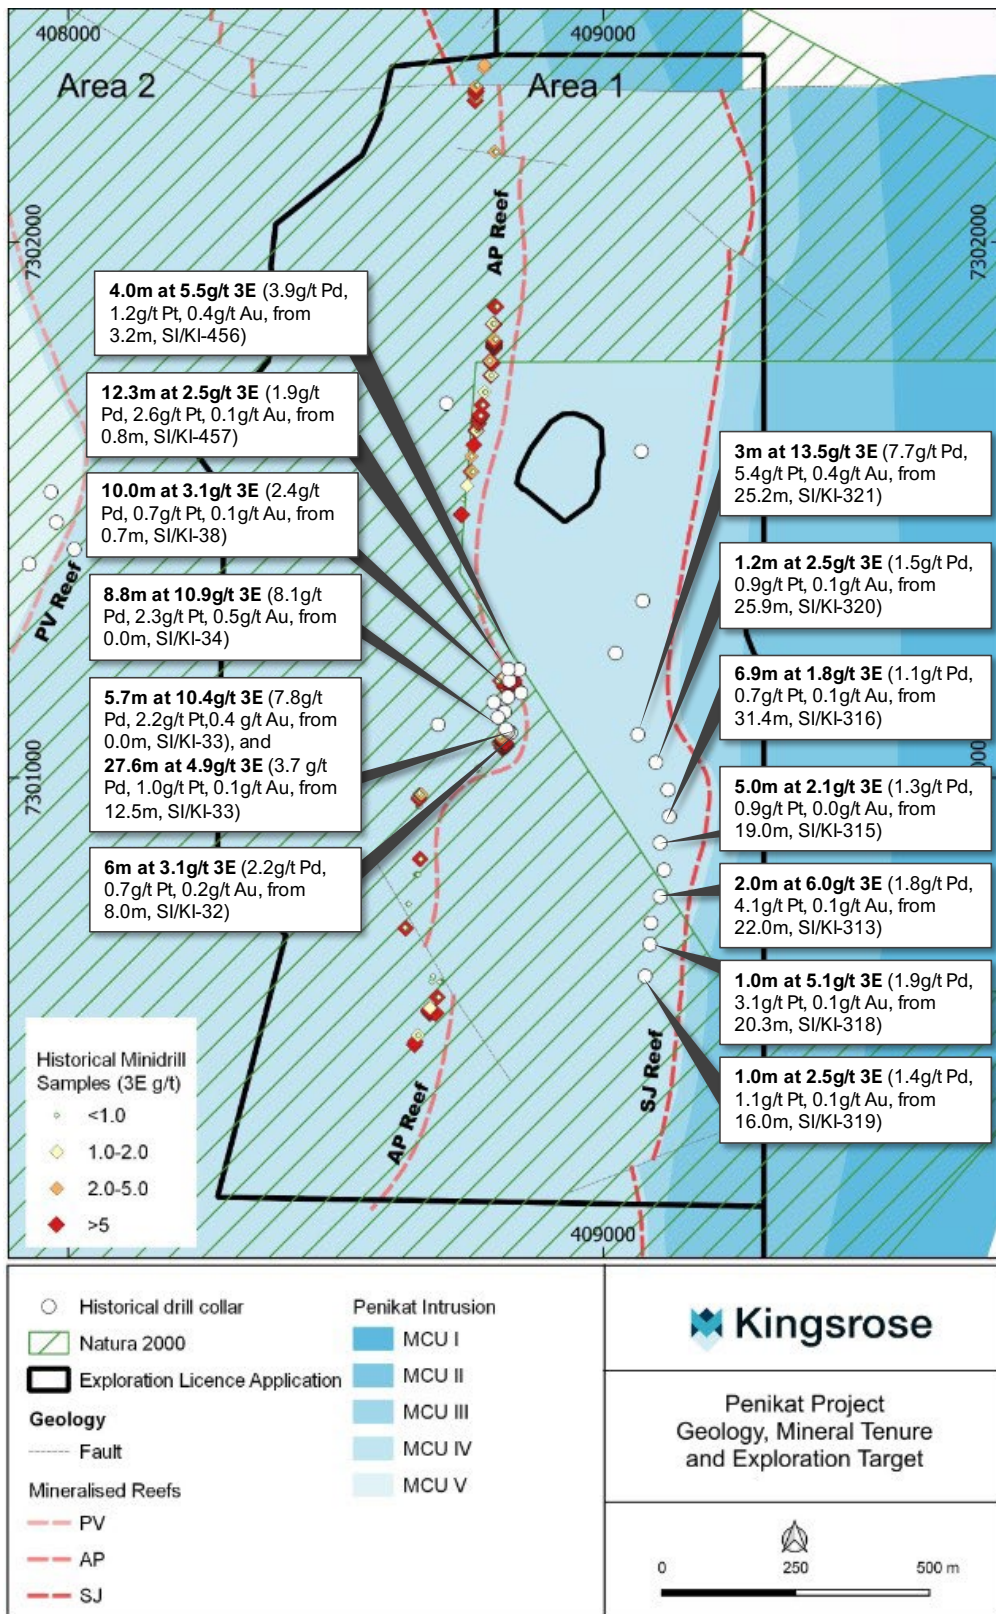 408000
409000
Area 2
Area 1
7302000
7302000
AP Reef
4.0m at 5.5g/t 3E (3.9g/t Pd,
1.2g/t Pt, 0.4g/t Au, from
3.2m, SI/KI-456)
12.3m at 2.5g/t 3E (1.9g/t
Pd, 2.6g/t Pt, 0.1g/t Au, from
0.8m, SI/KI-457)
10.0m at 3.1g/t 3E (2.4g/t
Pd, 0.7g/t Pt, 0.1g/t Au, from
0.7m, SI/KI-38)
8.8m at 10.9g/t 3E (8.1g/t
Pd, 2.3g/t Pt, 0.5g/t Au, from
0.0m, SI/KI-34)
5.7m at 10.4g/t 3E (7.8g/t
Pd, 2.2g/t Pt,0.4 g/t Au, from
0.0m, SI/KI-33), and
27.6m at 4.9g/t 3E (3.7 g/t
Pd, 1.0g/t Pt, 0.1g/t Au, from
12.5m, SI/KI-33)
6m at 3.1g/t 3E (2.2g/t Pd,
0.7g/t Pt, 0.2g/t Au, from
8.0m, SI/KI-32)
PV Reef
7301000
3m at 13.5g/t 3E (7.7g/t Pd,
5.4g/t Pt, 0.4g/t Au, from
25.2m, SI/KI-321)
1.2m at 2.5g/t 3E (1.5g/t Pd,
0.9g/t Pt, 0.1g/t Au, from
25.9m, SI/KI-320)
6.9m at 1.8g/t 3E (1.1g/t Pd,
0.7g/t Pt, 0.1g/t Au, from
31.4m, SI/KI-316)
5.0m at 2.1g/t 3E (1.3g/t Pd,
0.9g/t Pt, 0.0g/t Au, from
19.0m, SI/KI-315)
2.0m at 6.0g/t 3E (1.8g/t Pd,
4.1g/t Pt, 0.1g/t Au, from
22.0m, SI/KI-313)
1.0m at 5.1g/t 3E (1.9g/t Pd,
3.1g/t Pt, 0.1g/t Au, from
20.3m, SI/KI-318)
1.0m at 2.5g/t 3E (1.4g/t Pd,
1.1g/t Pt, 0.1g/t Au, from
16.0m, SI/KI-319)
SJ Reef
AP Reef
409000
Historical Minidrill
Samples (3E g/t)
<1.0
1.0-2.0
2.0-5.0
>5
Historical drill collar
Natura 2000
Exploration Licence Application
Geology
Fault
Mineralised Reefs
PV
AP
SJ
Penikat Intrusion
MCU I
MCU II
MCU III
MCU IV
MCU V
Kingsrose
Penikat Project
Geology, Mineral Tenure
and Exploration Target
0 250 500 m